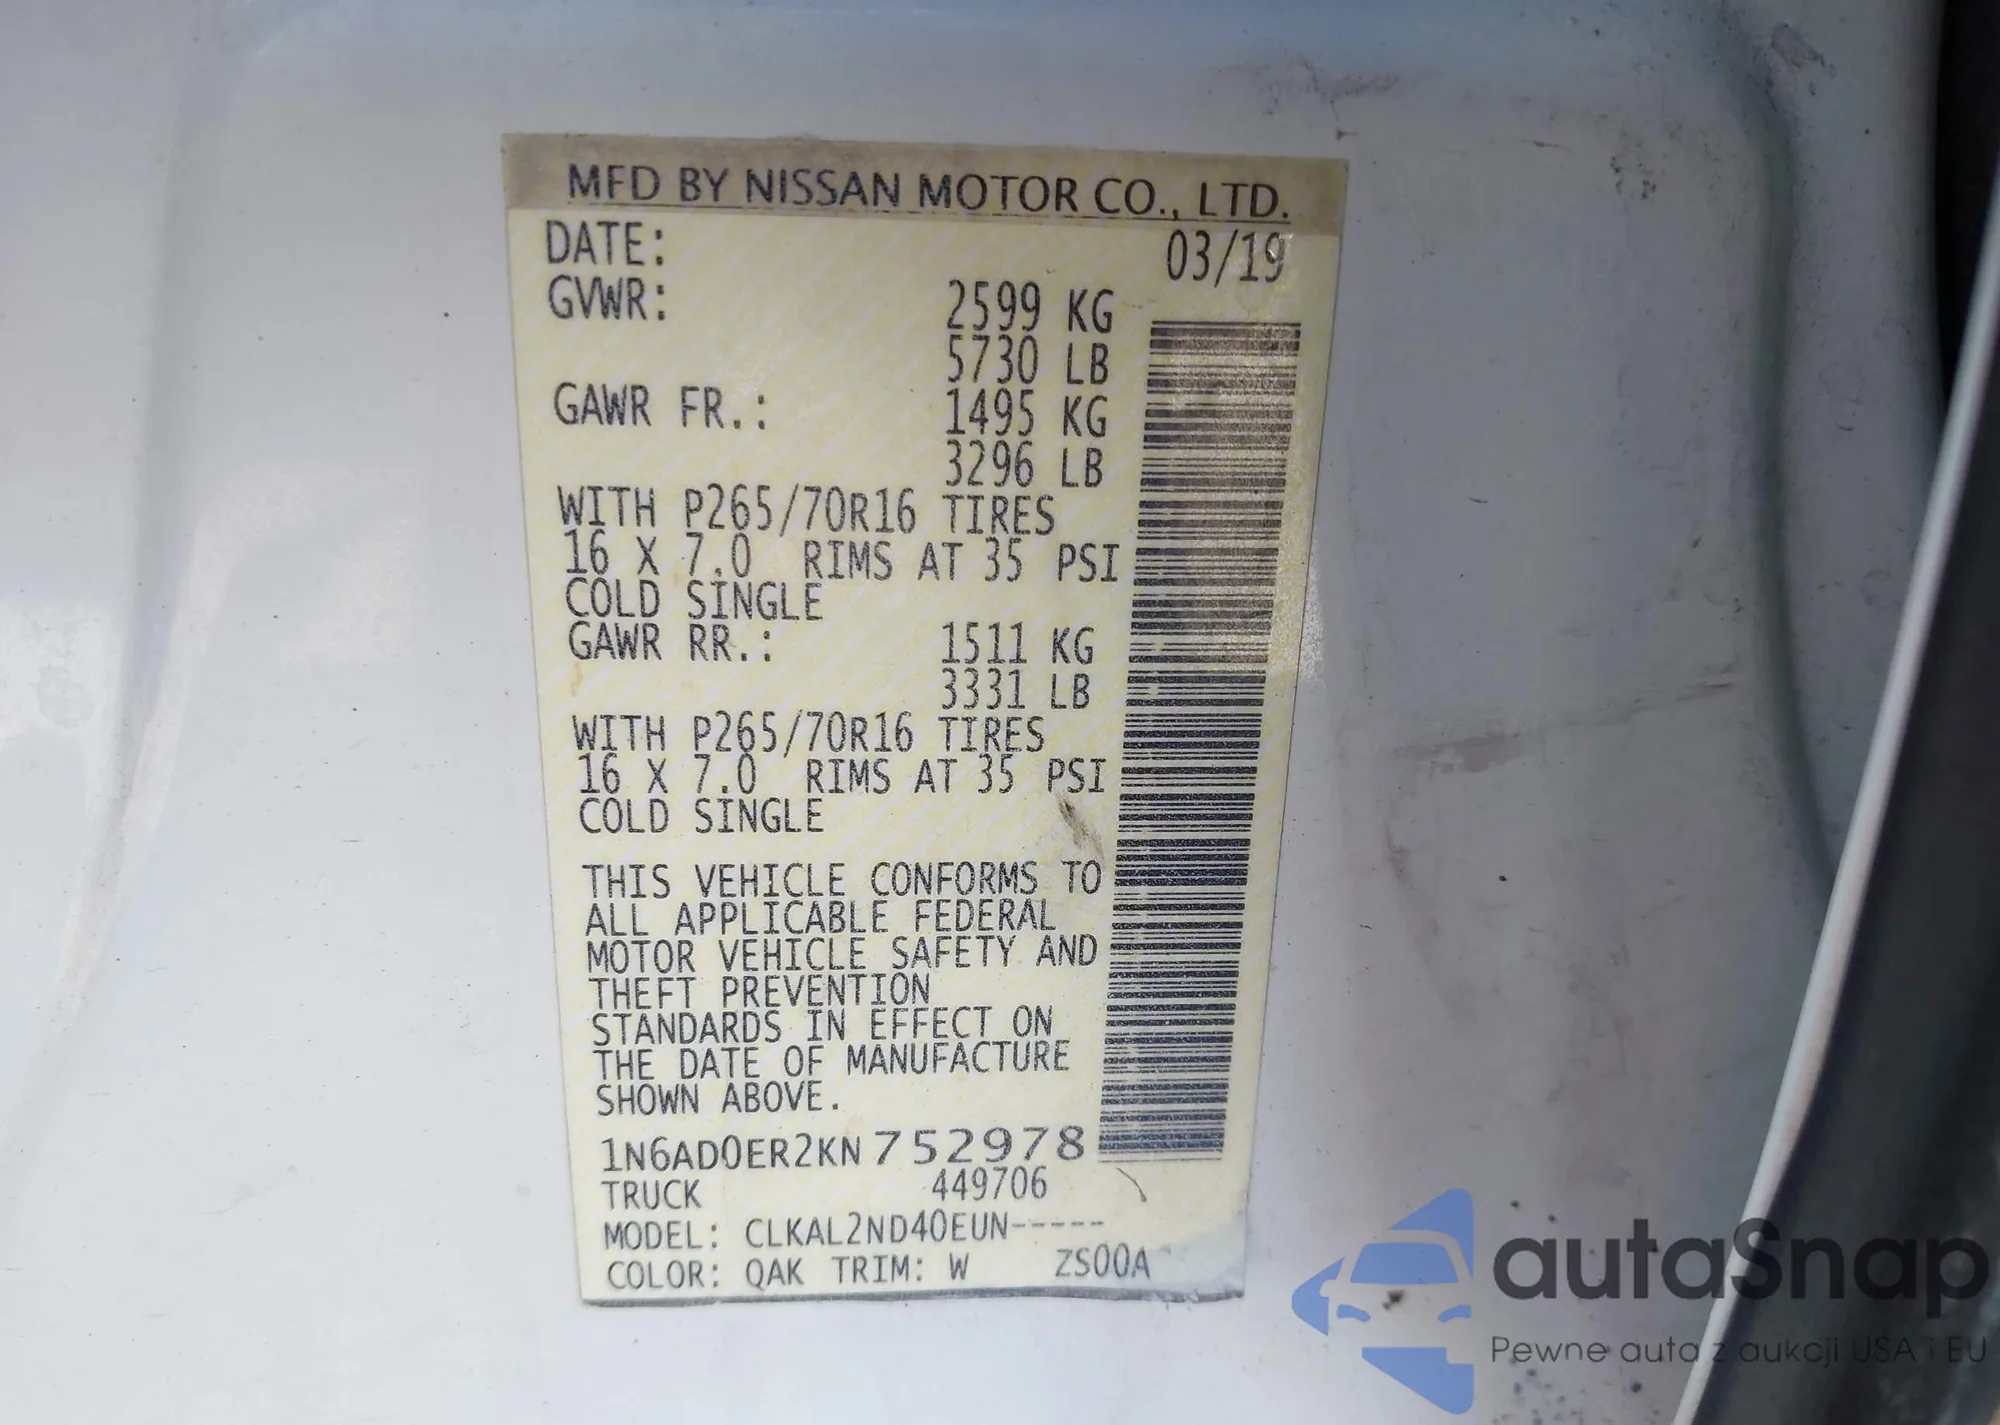 MFD BY NISSAN MOTOR CO., LTD.
DATE: 03/19
GVWR: 2599 KG
5730 LB
GAWR FR.: 1495 KG
3296 LB
WITH P265/70R16 TIRES
16 X 7.0 RIMS AT 35 PSI
COLD SINGLE
GAWR RR.: 1511 KG
3331 LB
WITH P265/70R16 TIRES
16 X 7.0 RIMS AT 35 PSI
COLD SINGLE
THIS VEHICLE CONFORMS TO
ALL APPLICABLE FEDERAL
MOTOR VEHICLE SAFETY AND
THEFT PREVENTION
STANDARDS IN EFFECT ON
THE DATE OF MANUFACTURE
SHOWN ABOVE.
1N6AD0ER2KN752978
TRUCK 449706
MODEL: CLKAL2ND40EUN-----
COLOR: QAK TRIM: W ZS00A
autaSnap
Pewne auta z aukcji USA i EU